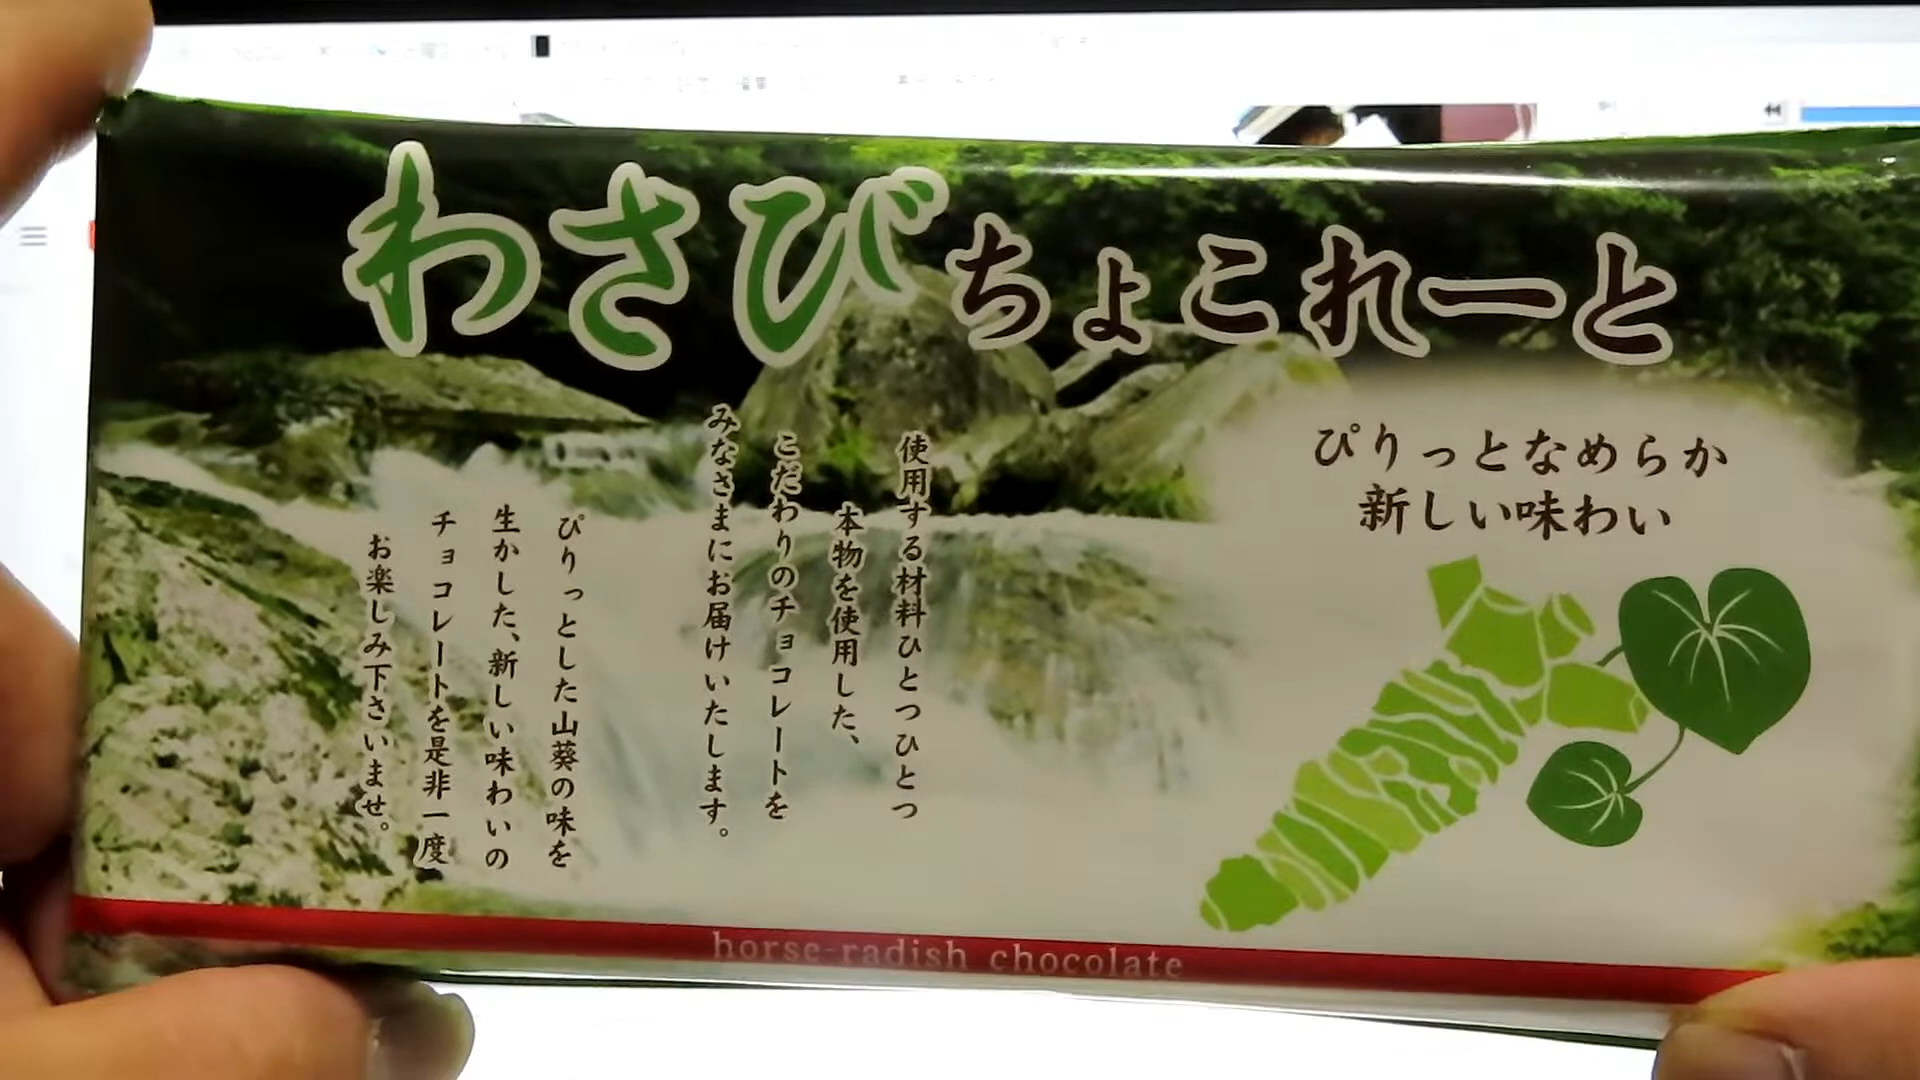 わさびちょこれーと
ぴりっとなめらか
新しい味わい
使用する材料ひとつひとつ
本物を使用した、
こだわりのチョコレートを
みなさまにお届けいたします。
ぴりっとした山葵の味を
生かした、新しい味わいの
チョコレートを是非一度
お楽しみ下さいませ。
horse-radish chocolate